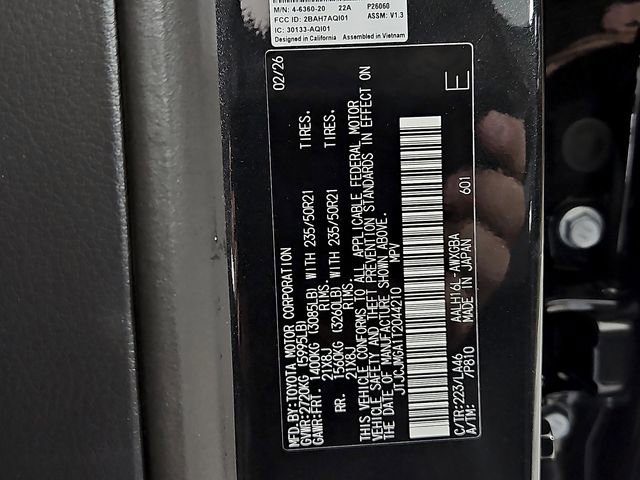 M/N: 4-6360-20 22A P26060
FCC ID: 2BAH7AQI01 ASSM: V1.3
IC: 30133-AQI01
Designed in California Assembled in Vietnam
02/26
MFD.BY:TOYOTA MOTOR CORPORATION
GVWR:2720KG (5995LB)
GAWR:FRT. 1400KG (3085LB) WITH 235/50R21 TIRES.
21X8J RIMS.
RR. 1560KG (3260LB) WITH 235/50R21 TIRES.
21X8J RIMS.
THIS VEHICLE CONFORMS TO ALL APPLICABLE FEDERAL MOTOR
VEHICLE SAFETY AND THEFT PREVENTION STANDARDS IN EFFECT ON
THE DATE OF MANUFACTURE SHOWN ABOVE.
JTJCJMGA1T2044210 MPV
C/TR:223/LA46 AALH16L-AWXGBA
A/TM: 7P810 MADE IN JAPAN 601
E